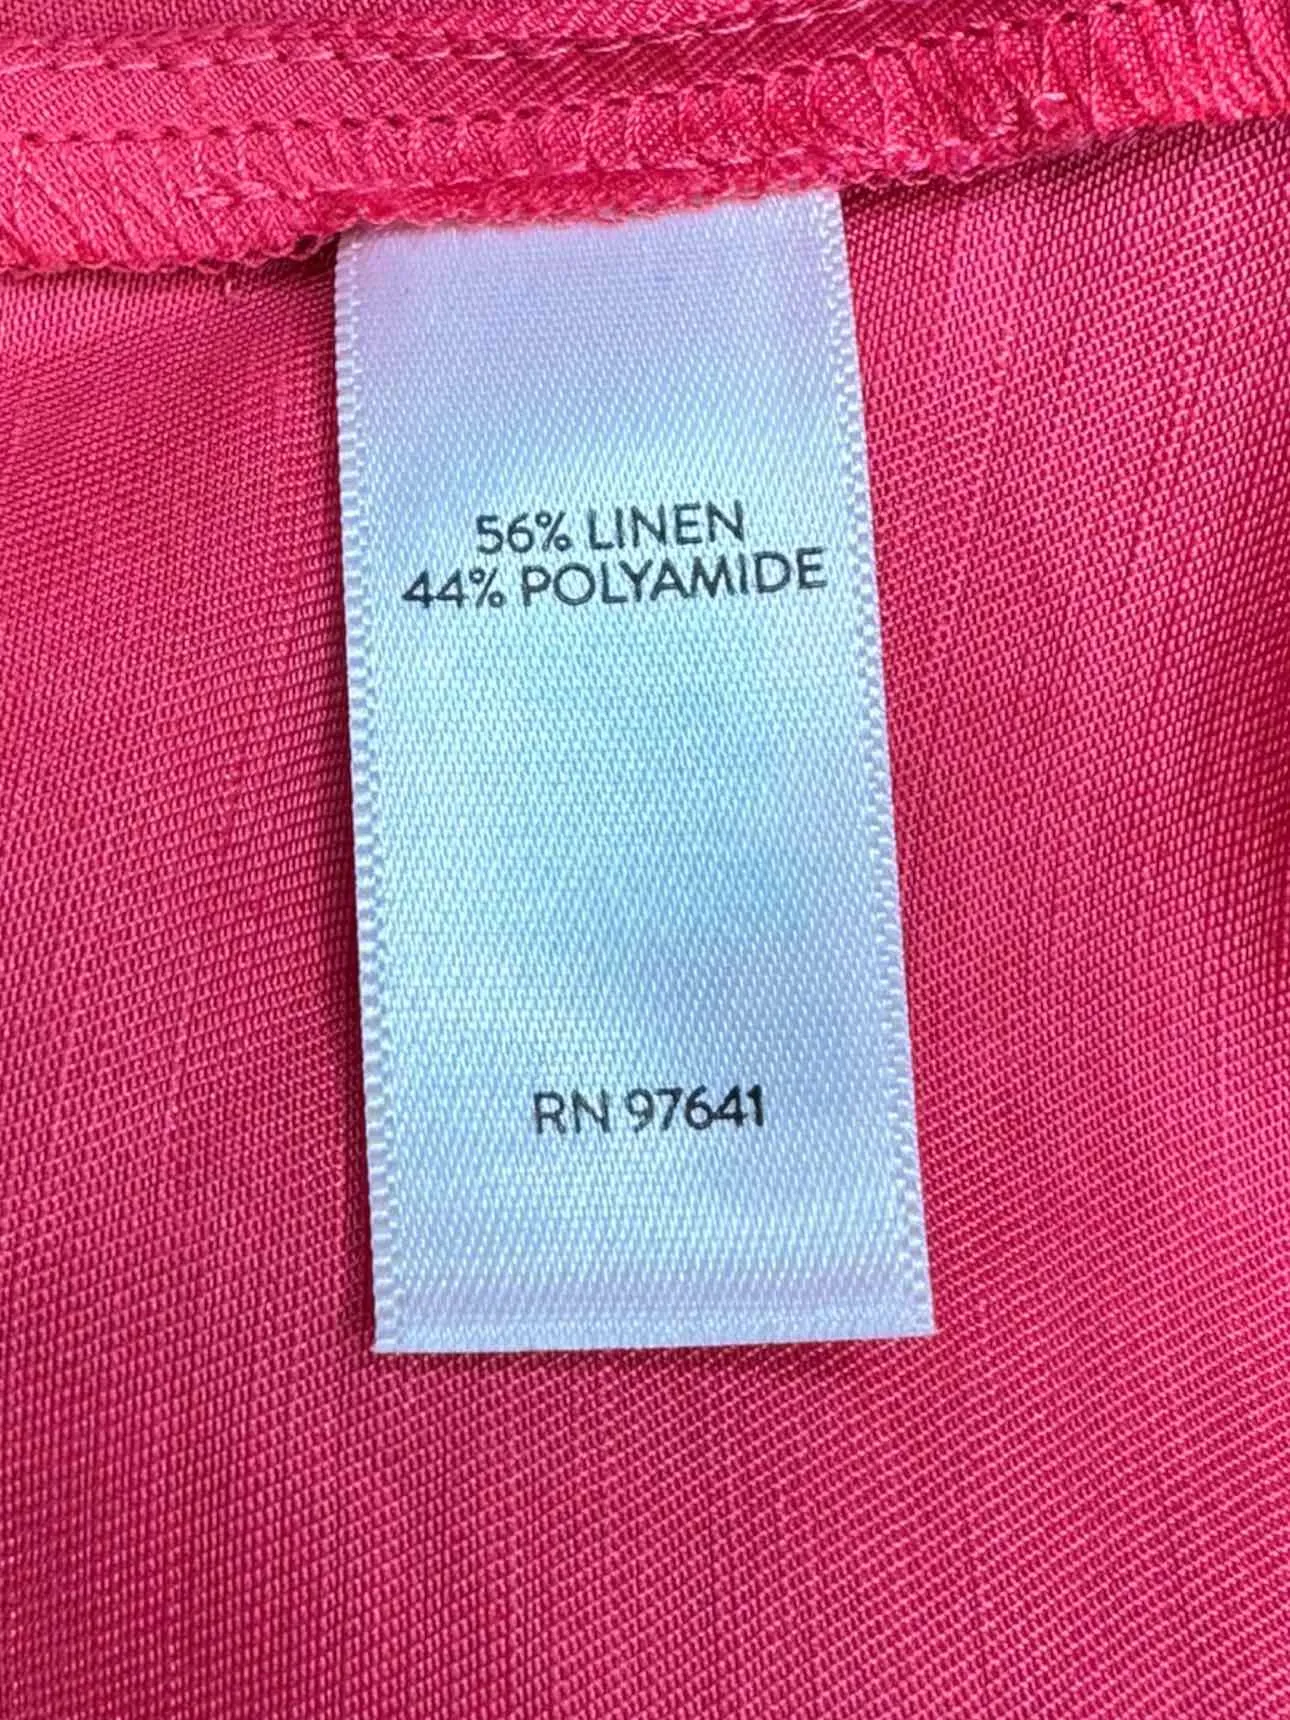 56% LINEN
44% POLYAMIDE
RN 97641